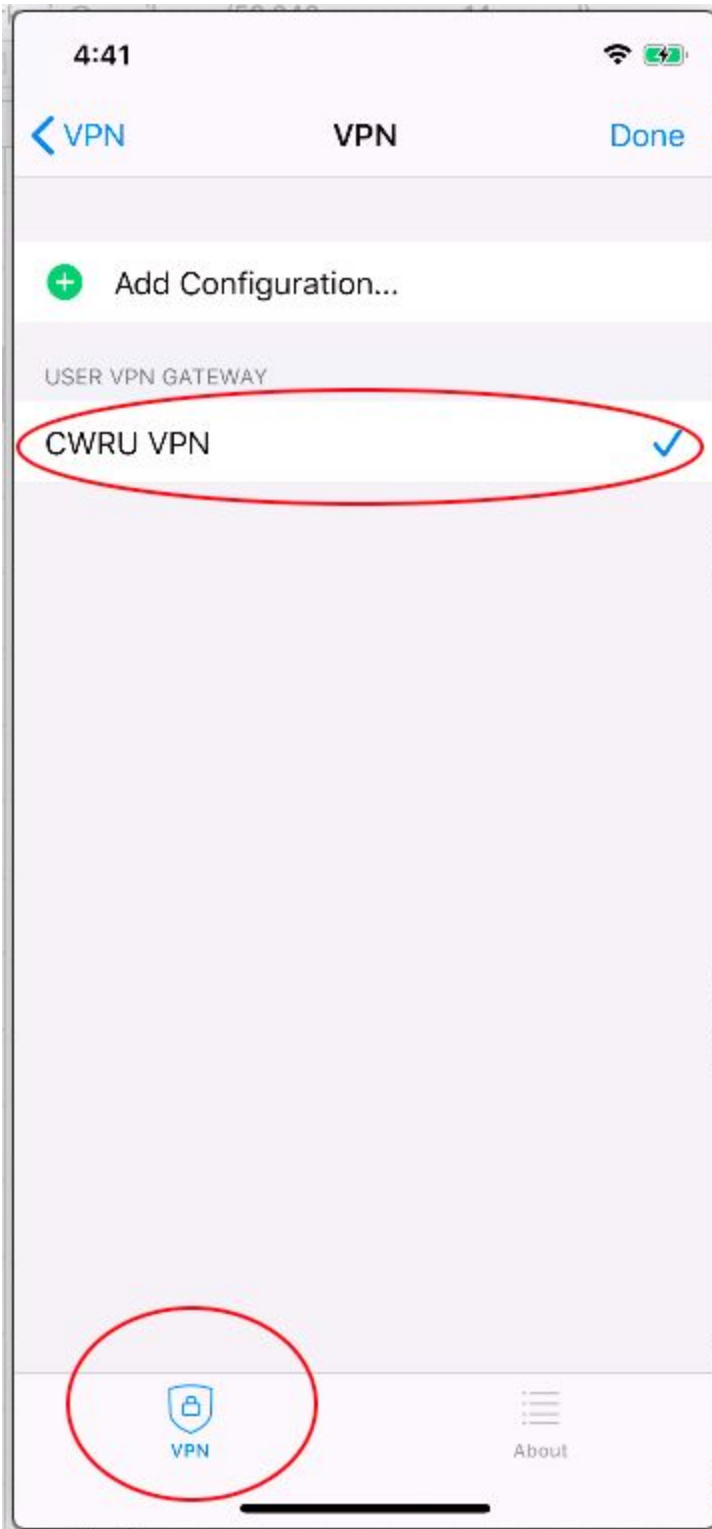 4:41
VPN VPN Done
Add Configuration...
USER VPN GATEWAY
CWRU VPN
VPN About